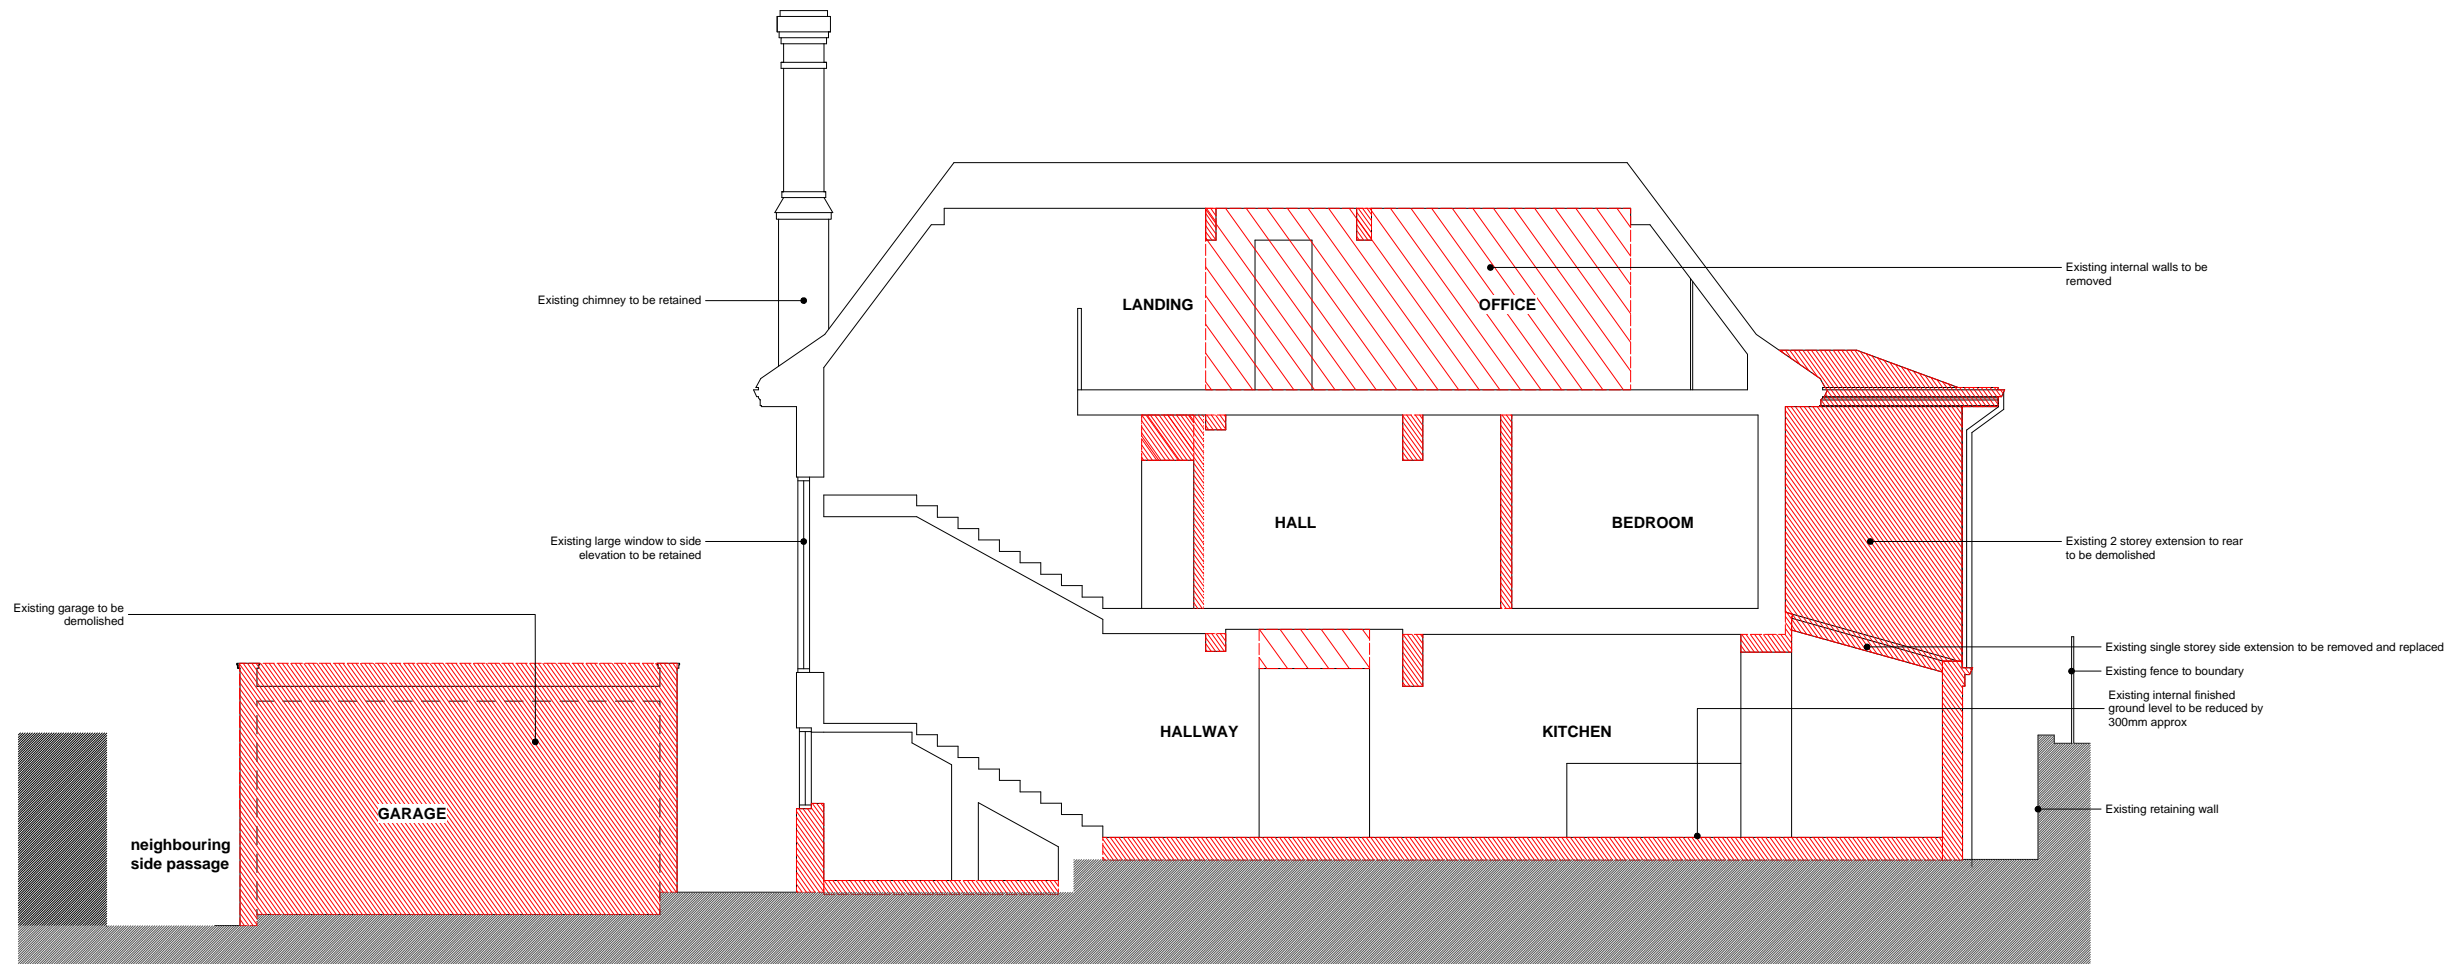 Existing internal walls to be
removed
Existing chimney to be retained
LANDING
OFFICE
Existing large window to side
elevation to be retained
HALL
BEDROOM
Existing 2 storey extension to rear
to be demolished
Existing garage to be
demolished
Existing single storey side extension to be removed and replaced
Existing fence to boundary
Existing internal finished
ground level to be reduced by
300mm approx
HALLWAY
KITCHEN
GARAGE
Existing retaining wall
neighbouring
side passage